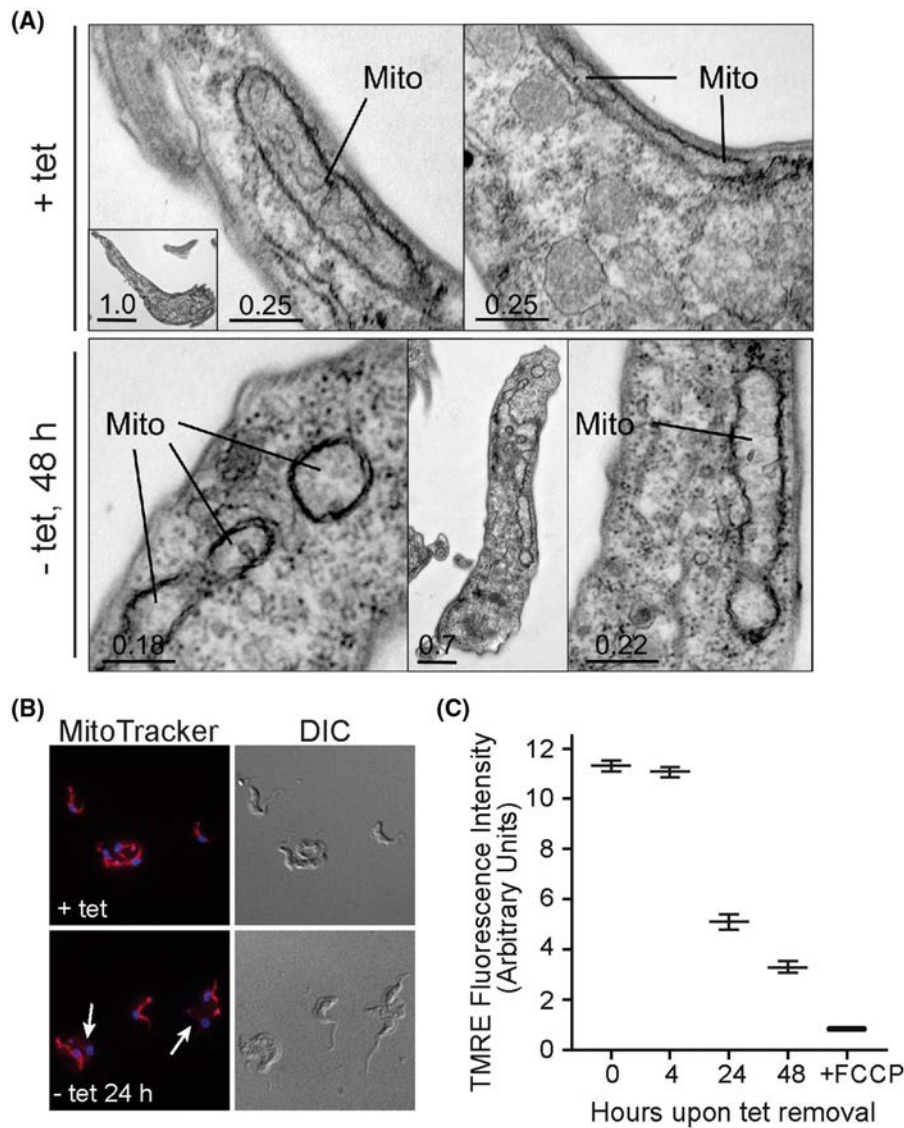 (A)
+ tet
Mito
Mito
1.0
0.25
0.25
- tet, 48 h
Mito
Mito
0.18
0.7
0.22
(B)
MitoTracker
DIC
+ tet
- tet 24 h
(C)
TMRE Fluorescence Intensity
(Arbitrary Units)
12
10
8
6
4
2
0
0 4 24 48 +FCCP
Hours upon tet removal